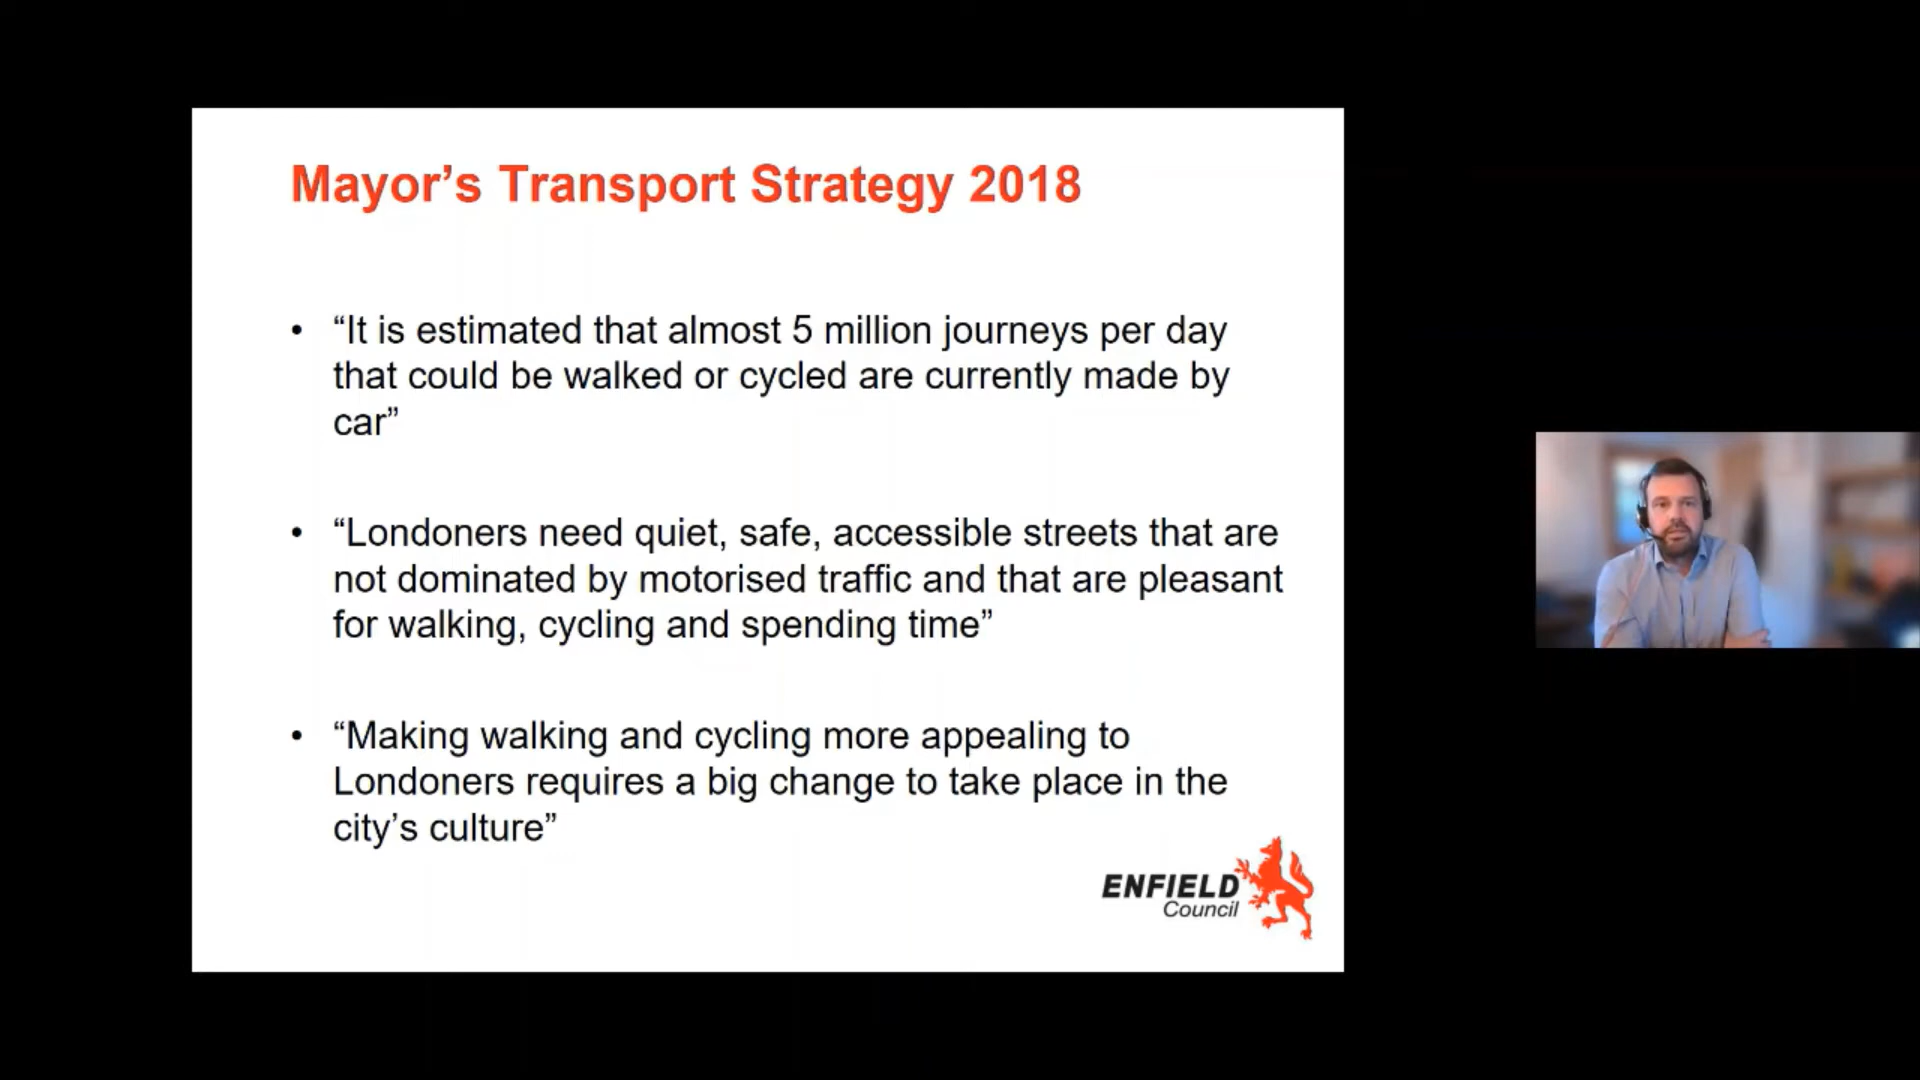 Mayor’s Transport Strategy 2018
• “It is estimated that almost 5 million journeys per day
that could be walked or cycled are currently made by
car”
• “Londoners need quiet, safe, accessible streets that are
not dominated by motorised traffic and that are pleasant
for walking, cycling and spending time”
• “Making walking and cycling more appealing to
Londoners requires a big change to take place in the
city’s culture”
ENFIELD
Council